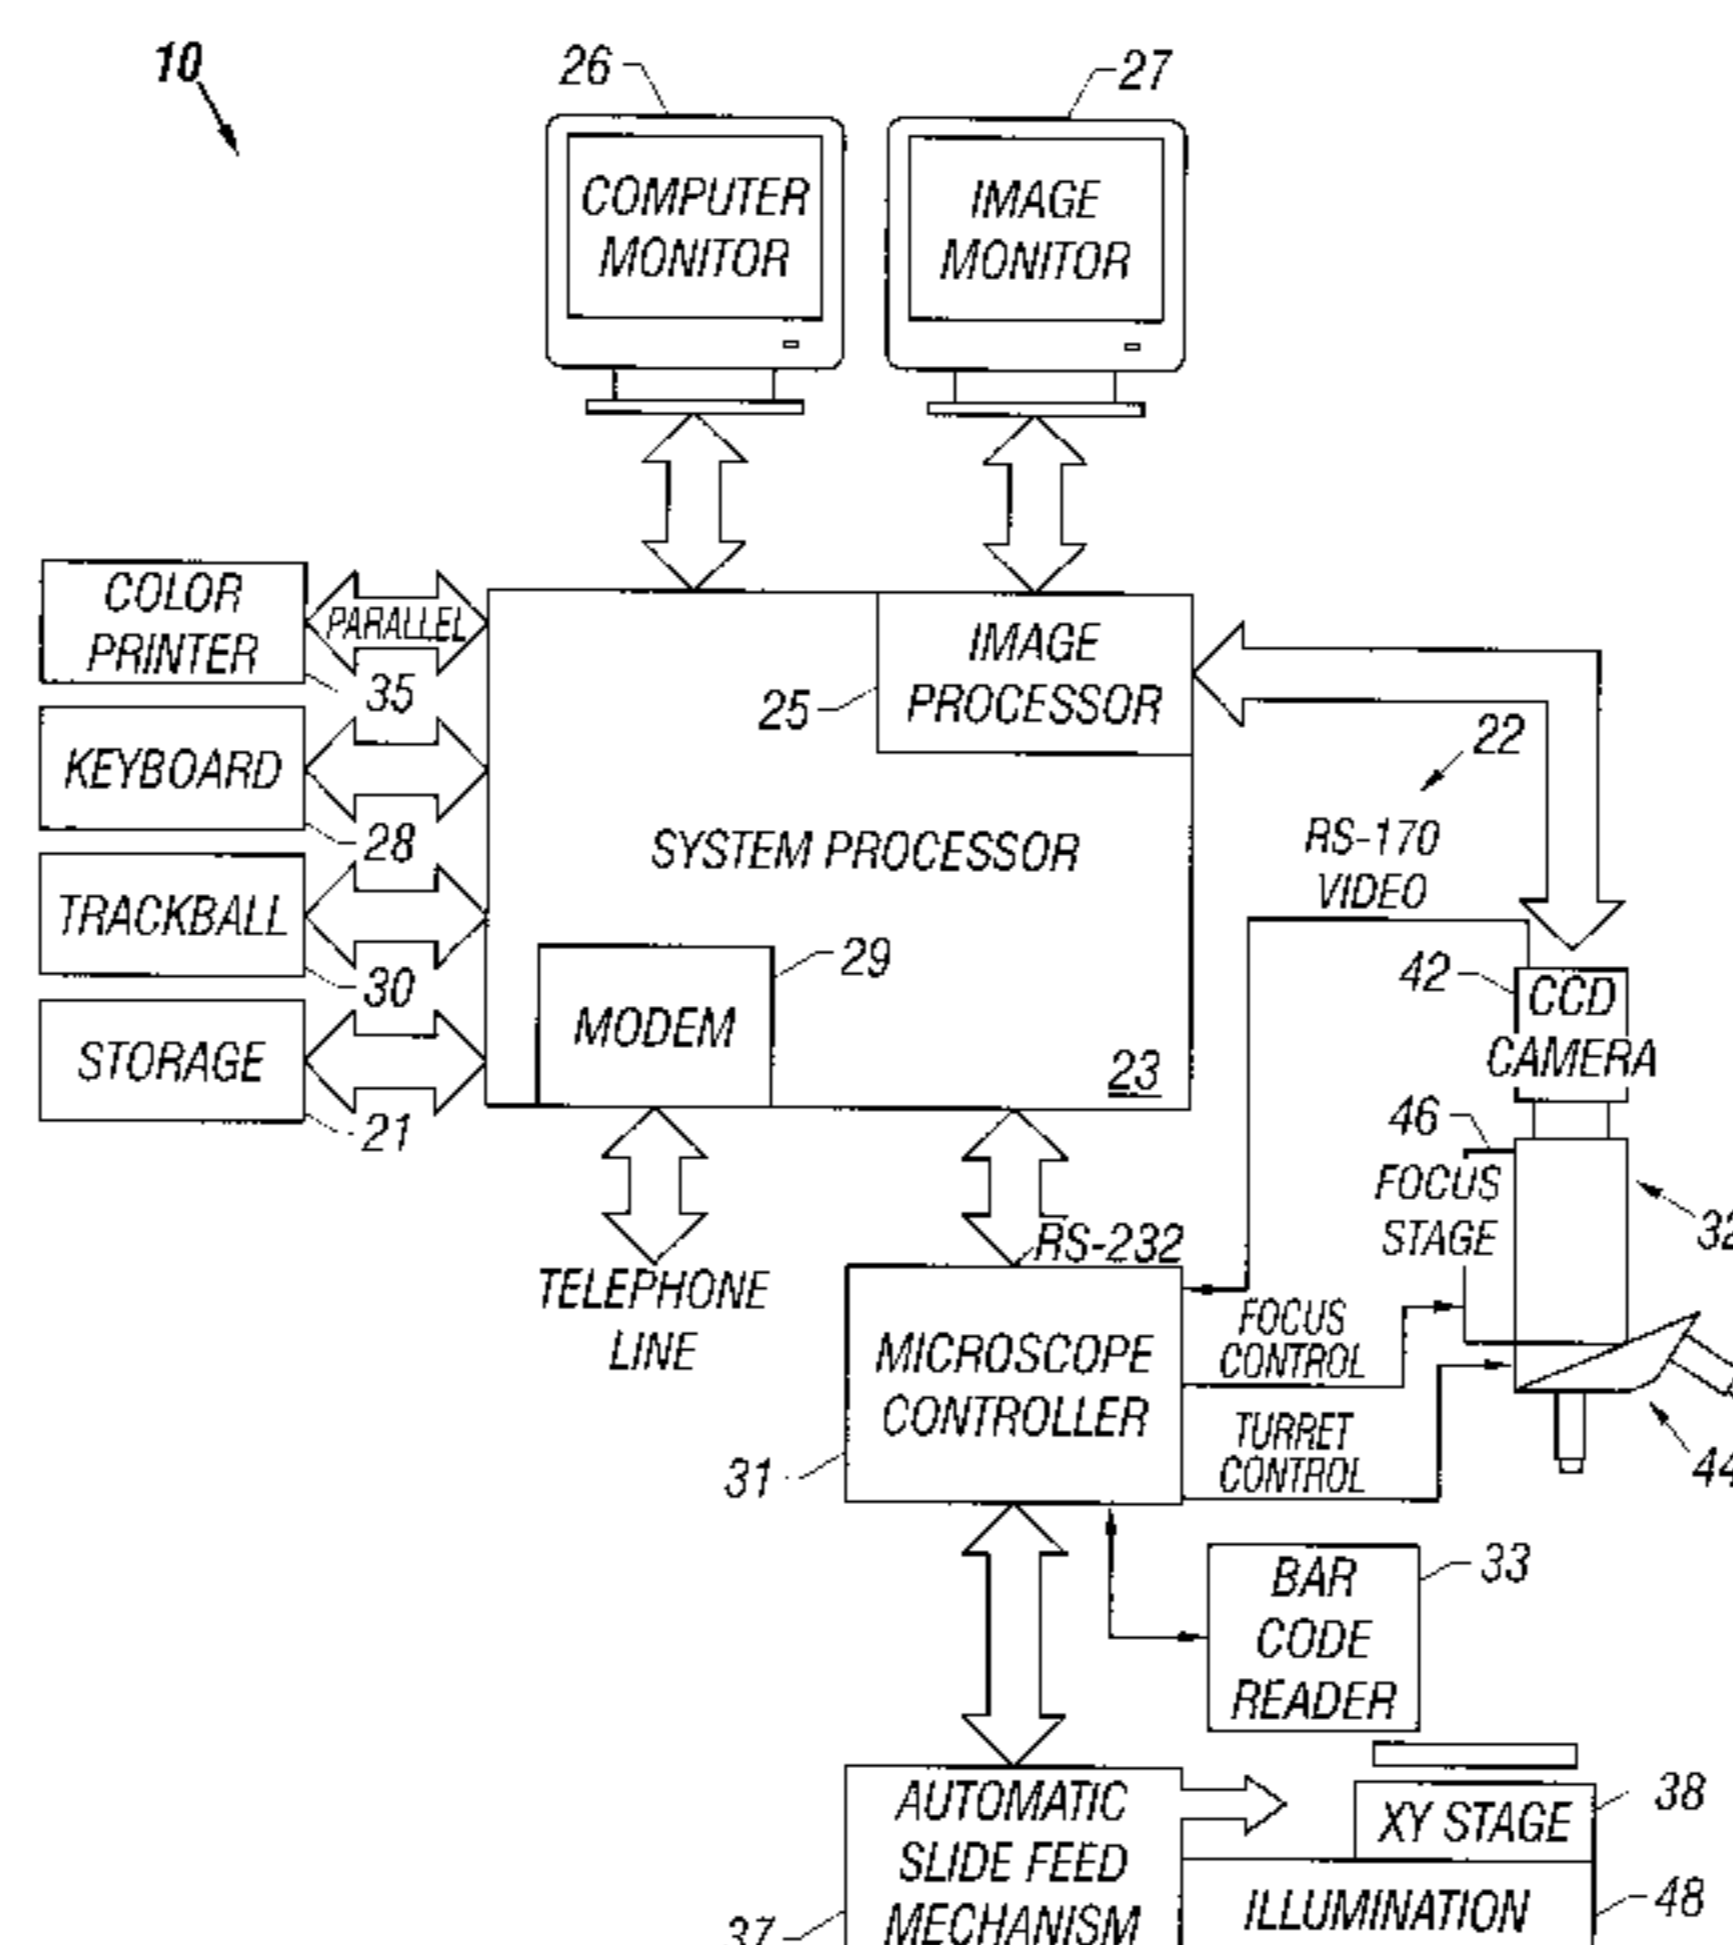 10
26
27
COMPUTER
MONITOR
IMAGE
MONITOR
COLOR
PRINTER
PARALLEL
35
KEYBOARD
28
TRACKBALL
30
STORAGE
21
IMAGE
PROCESSOR
25
SYSTEM PROCESSOR
MODEM
29
23
22
RS-170
VIDEO
42
CCD
CAMERA
46
FOCUS
STAGE
32
TELEPHONE
LINE
RS-232
MICROSCOPE
CONTROLLER
31
FOCUS
CONTROL
TURRET
CONTROL
44
BAR
CODE
READER
33
AUTOMATIC
SLIDE FEED
MECHANISM
37
XY STAGE
38
ILLUMINATION
48